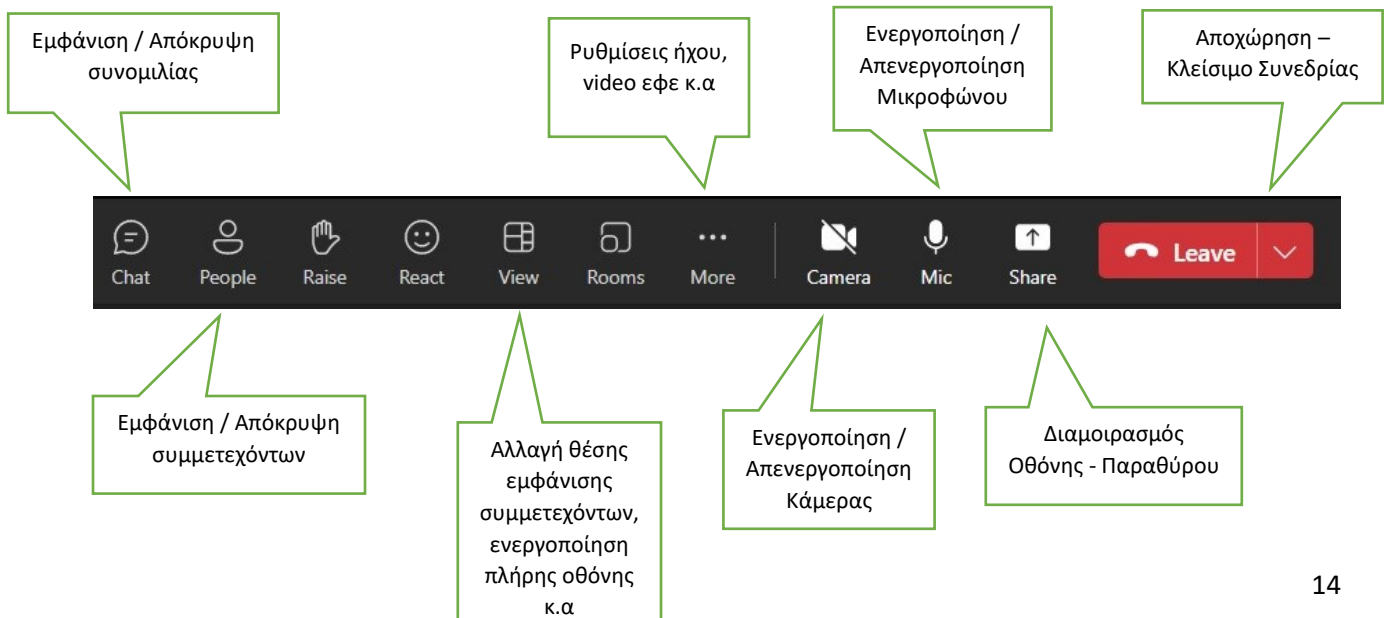 Εμφάνιση / Απόκρυψη
συνομιλίας
Ρυθμίσεις ήχου,
video εφε κ.α
Ενεργοποίηση /
Απενεργοποίηση
Μικροφώνου
Αποχώρηση –
Κλείσιμο Συνεδρίας
Chat People Raise React View Rooms More Camera Mic Share Leave
Εμφάνιση / Απόκρυψη
συμμετεχόντων
Αλλαγή θέσης
εμφάνισης
συμμετεχόντων,
ενεργοποίηση
πλήρης οθόνης
κ.α
Ενεργοποίηση /
Απενεργοποίηση
Κάμερας
Διαμοιρασμός
Οθόνης - Παραθύρου
14